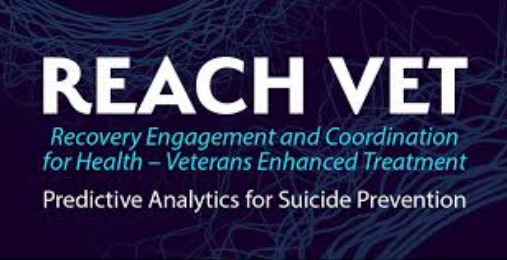 REACH VET
Recovery Engagement and Coordination
for Health – Veterans Enhanced Treatment
Predictive Analytics for Suicide Prevention